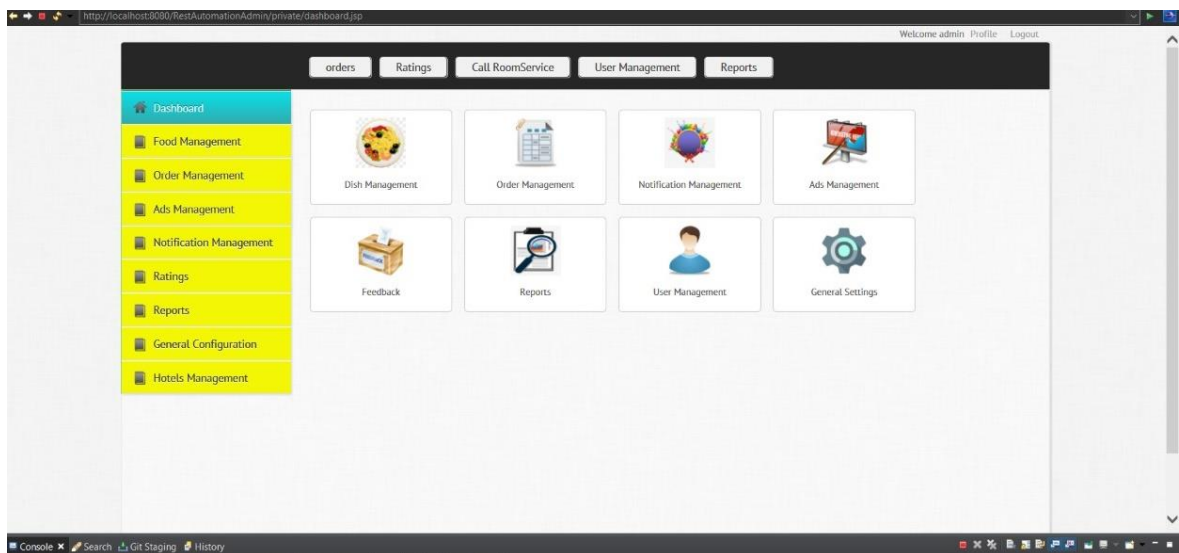 http://localhost:8080/RestAutomationAdmin/private/dashboard.jsp
Welcome admin Profile Logout
orders Ratings Call RoomService User Management Reports
Dashboard
Food Management
Order Management
Ads Management
Notification Management
Ratings
Reports
General Configuration
Hotels Management
Dish Management Order Management Notification Management Ads Management
Feedback Reports User Management General Settings
Console Search Git Staging History